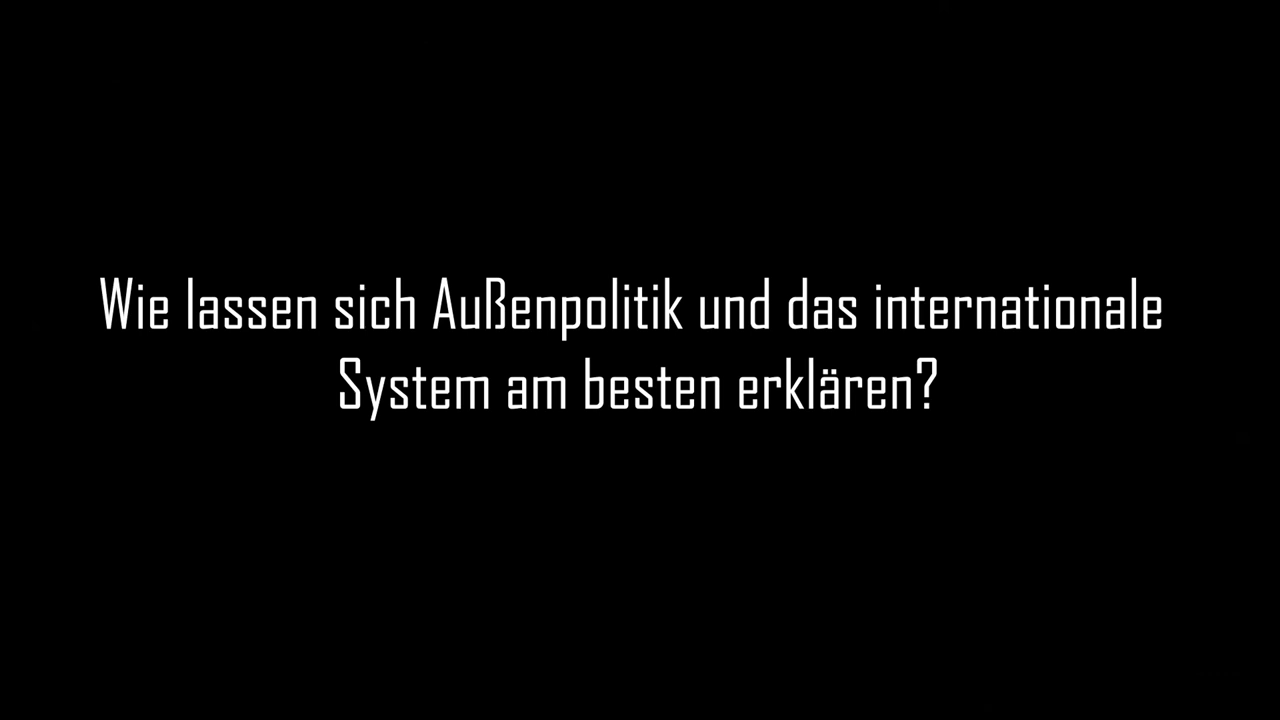 Wie lassen sich Außenpolitik und das internationale
System am besten erklären?